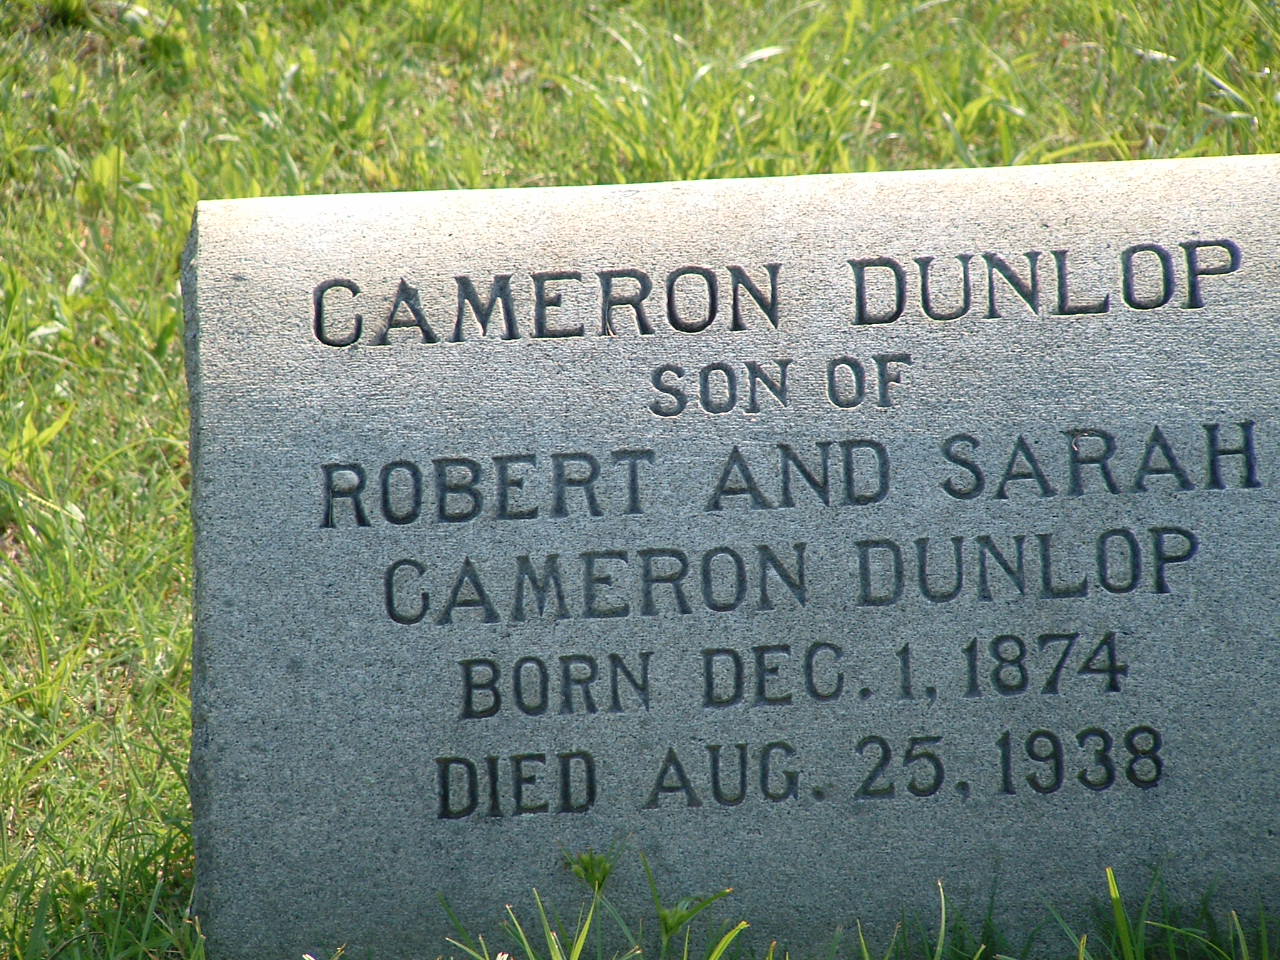 CAMERON DUNLOP
SON OF
ROBERT AND SARAH
CAMERON DUNLOP
BORN DEC. 1, 1874
DIED AUG. 25, 1938